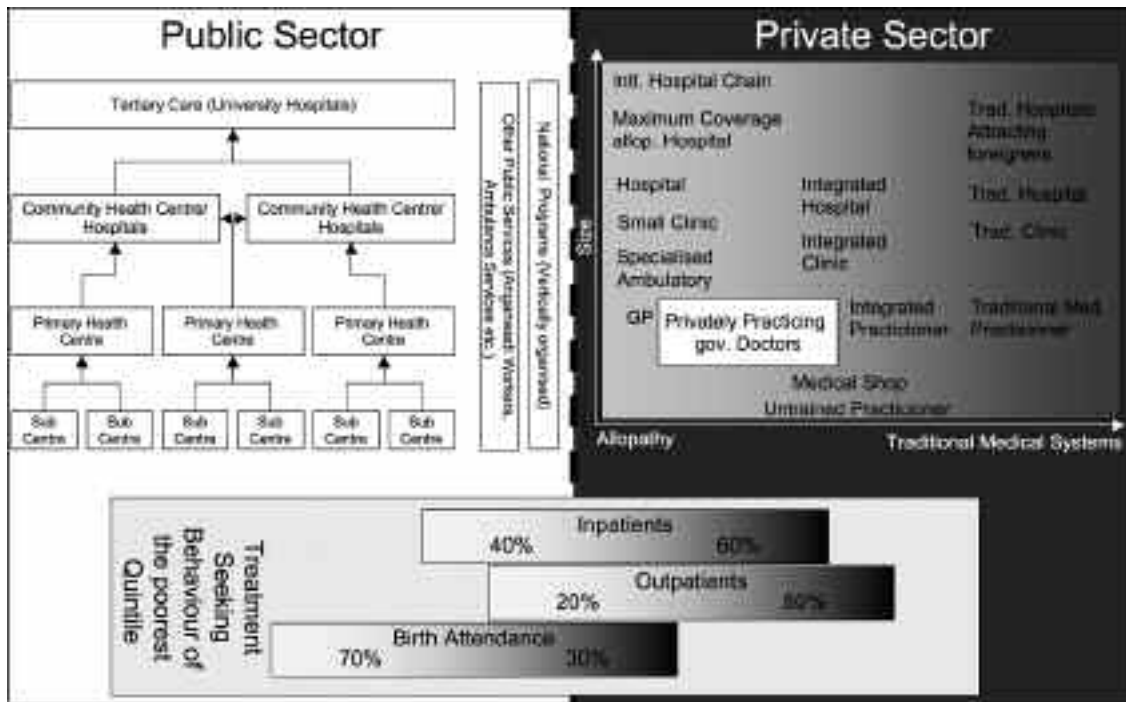 Public Sector
Tertiary Care (University Hospitals)
Community Health Centre/
Hospitals
Community Health Centre/
Hospitals
Primary Health
Centre
Primary Health
Centre
Primary Health
Centre
Sub
Centre
Sub
Centre
Sub
Centre
Sub
Centre
Sub
Centre
Sub
Centre
Other Public Services (Anganwadi Workers,
Ambulance Services etc.)
National Programs (Vertically organised)
Private Sector
Size
Intl. Hospital Chain
Maximum Coverage
allop. Hospital
Trad. Hospitals
Attracting
foreigners
Hospital
Integrated
Hospital
Trad. Hospital
Small Clinic
Integrated
Clinic
Trad. Clinic
Specialised
Ambulatory
GP
Privately Practicing
gov. Doctors
Integrated
Practicioner
Traditional Med.
Practicioner
Medical Shop
Untrained Practicioner
Allopathy
Traditional Medical Systems
Treatment
Seeking
Behaviour of
the poorest
Quintile
Inpatients
40% 60%
Outpatients
20% 80%
Birth Attendance
70% 30%